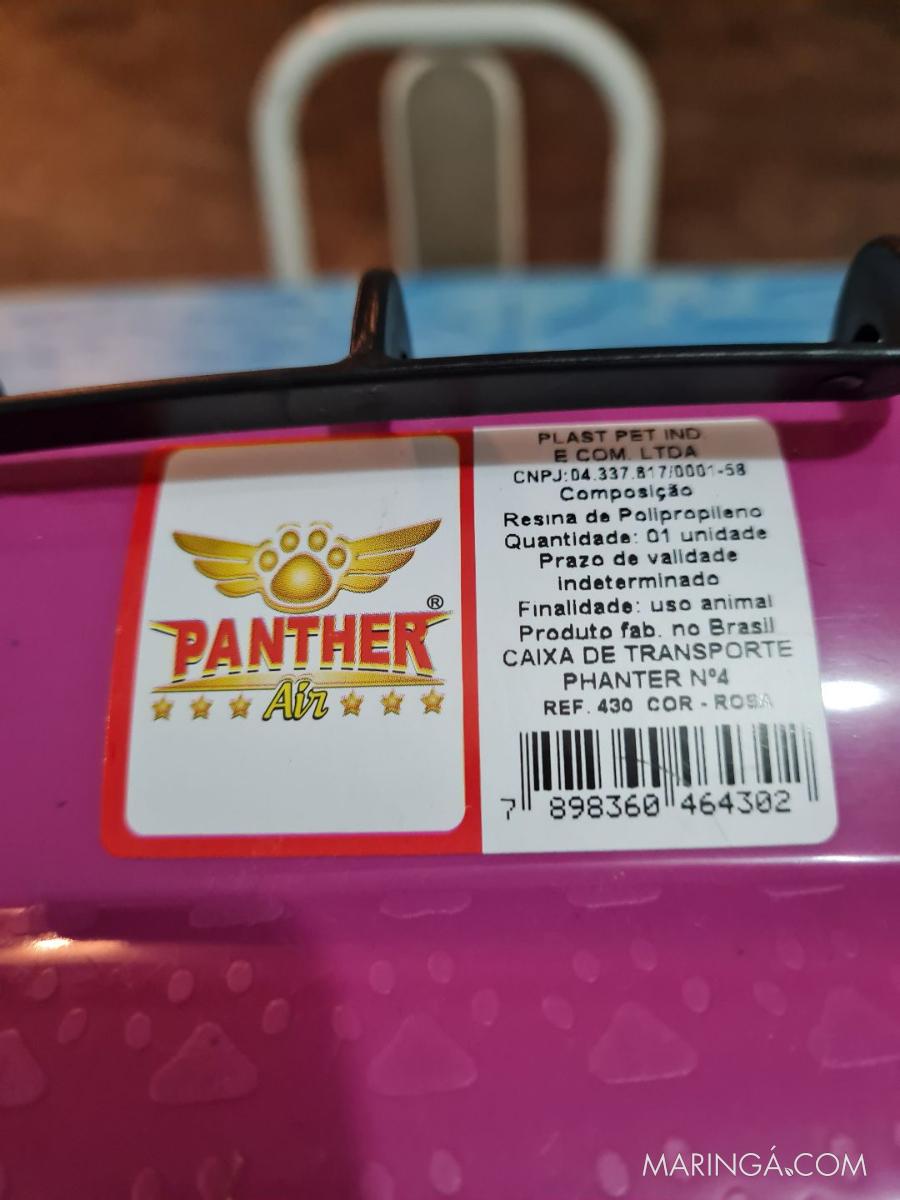 PANTHER®
Air
PLAST PET IND.
E COM. LTDA
CNPJ:04.337.817/0001-58
Composição
Resina de Polipropileno
Quantidade: 01 unidade
Prazo de validade
indeterminado
Finalidade: uso animal
Produto fab. no Brasil
CAIXA DE TRANSPORTE
PHANTER Nº4
REF. 430 COR - ROSA
7 898360 464302
MARINGÁ.COM